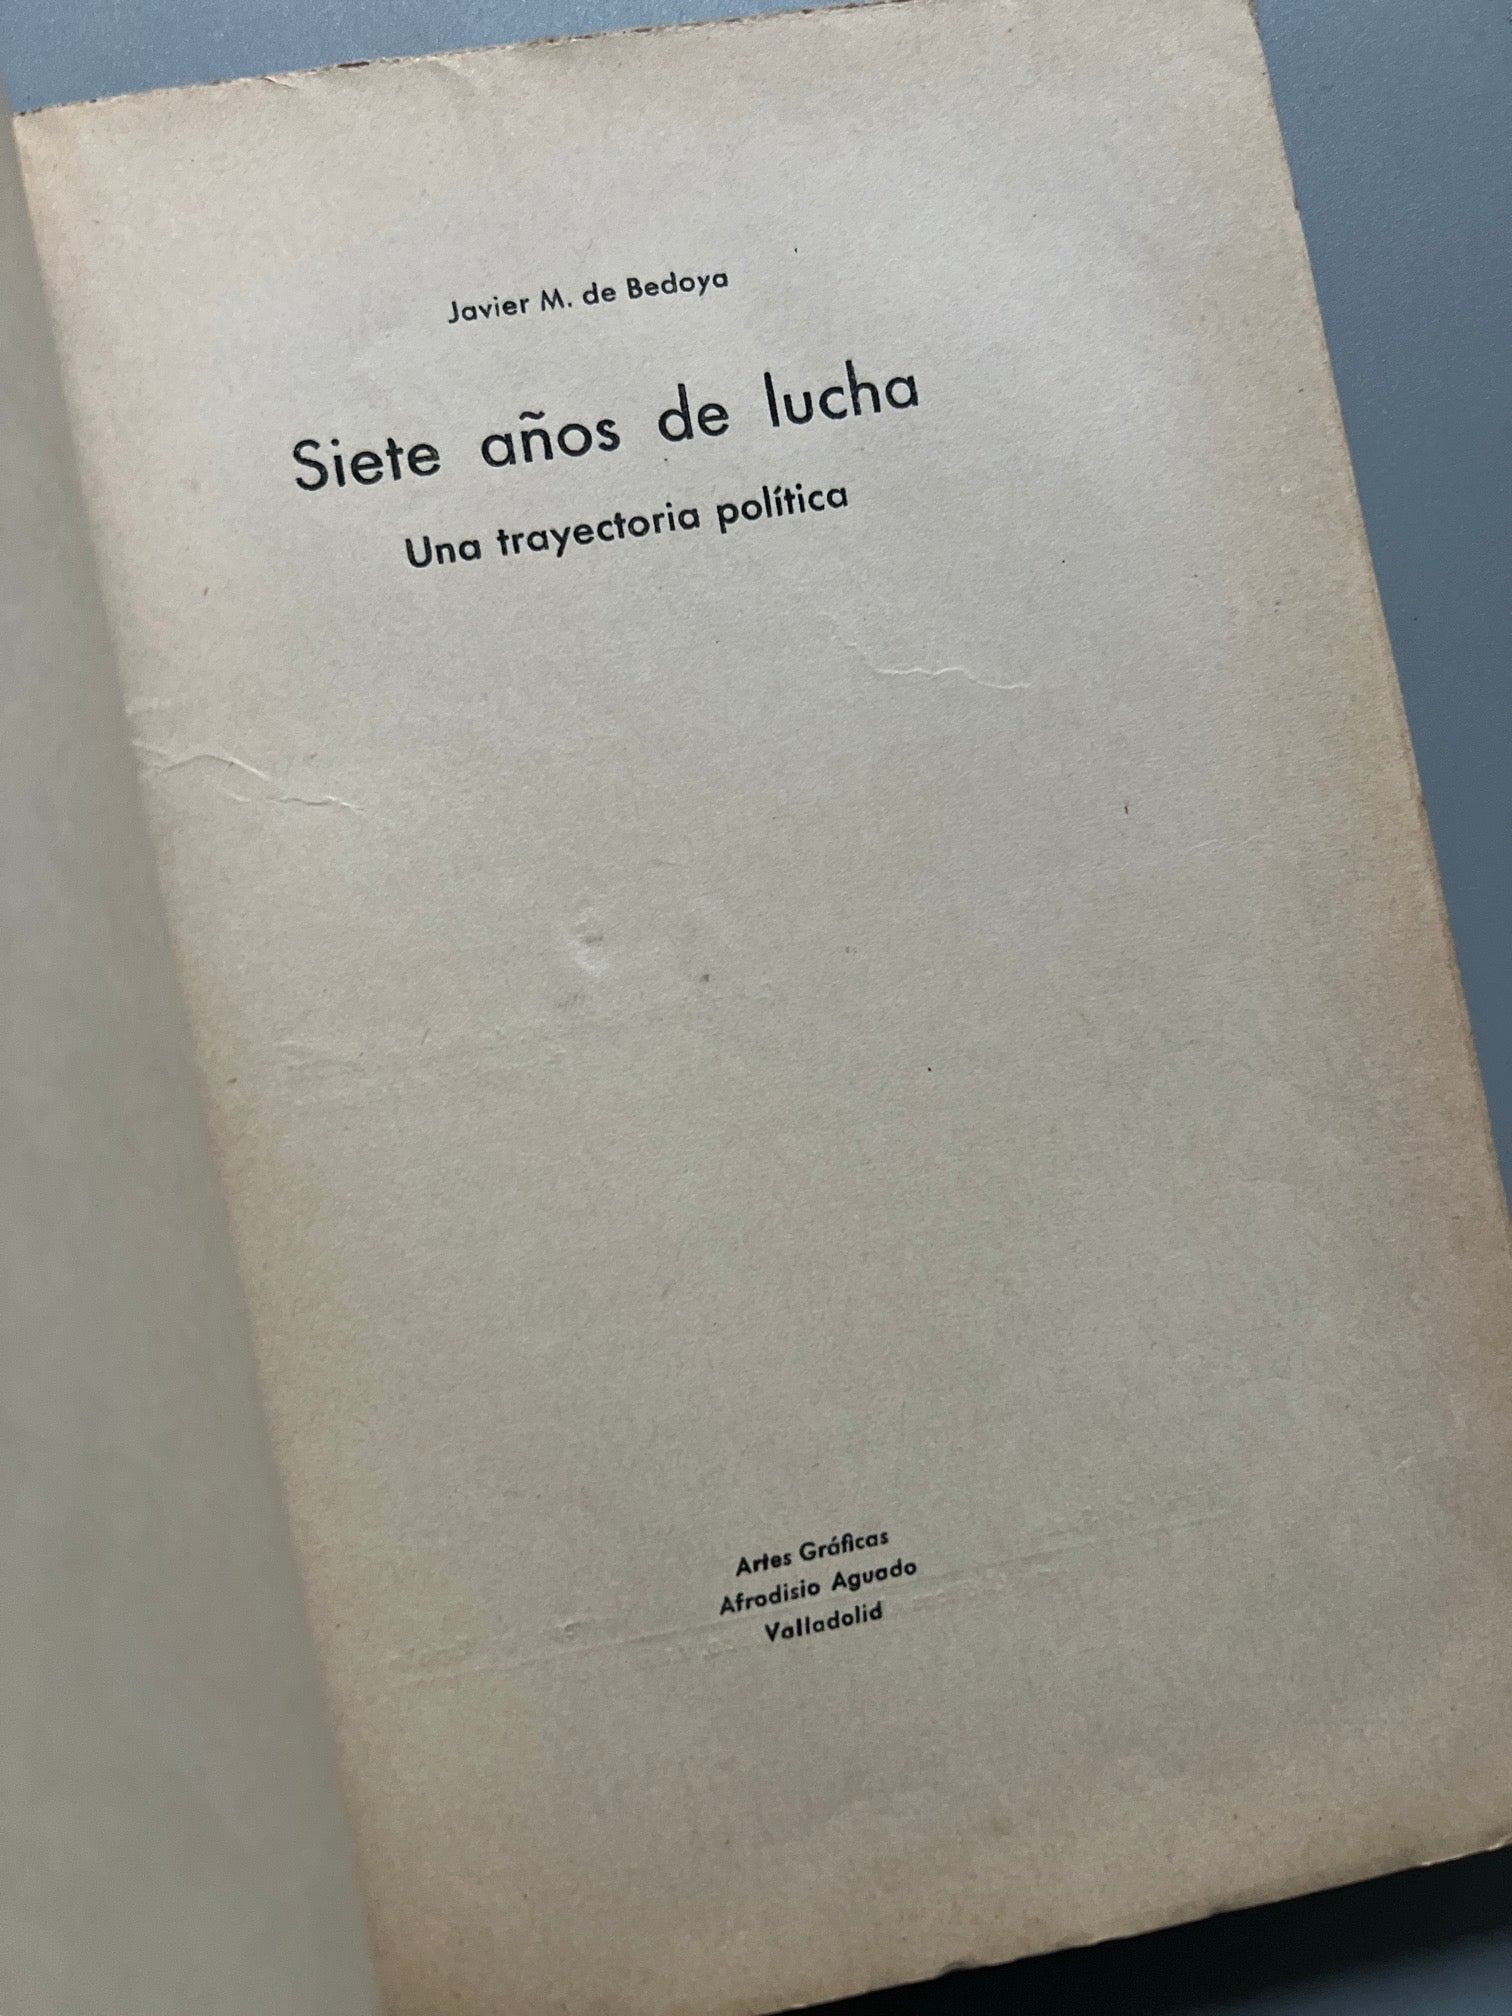 Javier M. de Bedoya
Siete años de lucha
Una trayectoria política
Artes Gráficas
Afrodisio Aguado
Valladolid